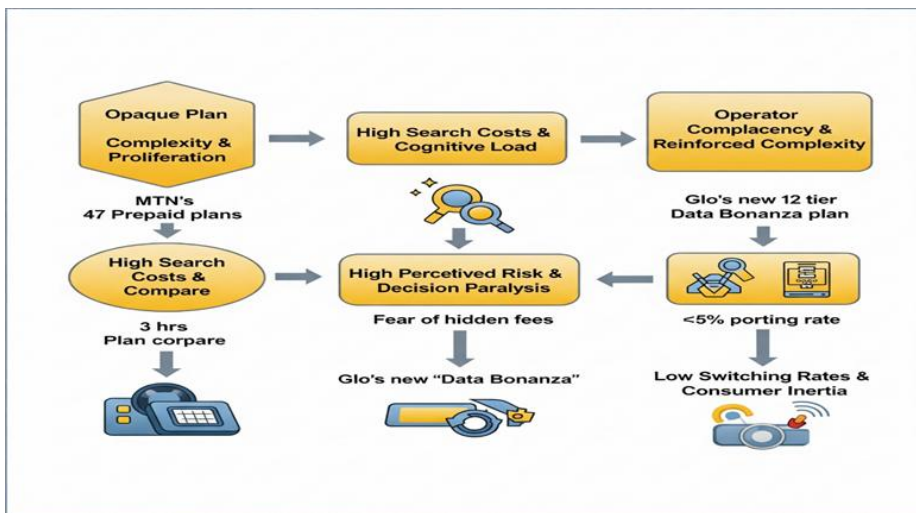 Opaque Plan
Complexity &
Proliferation
High Search Costs &
Cognitive Load
Operator
Complacency &
Reinforced Complexity
MTN's
47 Prepaid plans
Glo's new 12 tier
Data Bonanza plan
High Search
Costs &
Compare
High Percetived Risk &
Decision Paralysis
3 hrs
Plan corpare
Fear of hidden fees
<5% porting rate
Glo's new “Data Bonanza”
Low Switching Rates &
Consumer Inertia